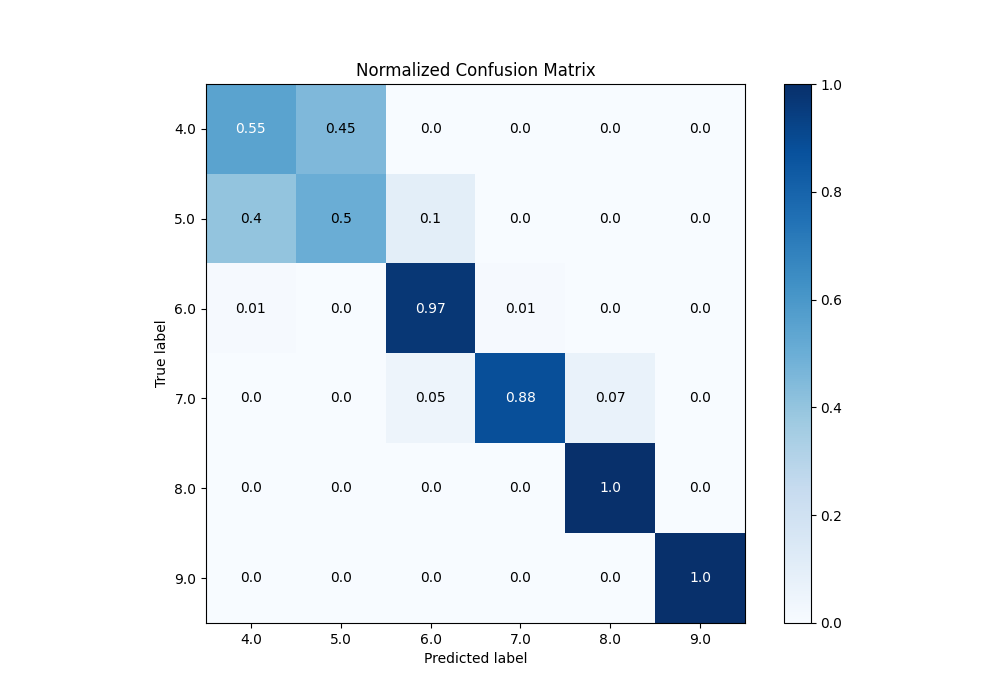 Normalized Confusion Matrix
4.0 0.55 0.45 0.0 0.0 0.0 0.0
5.0 0.4 0.5 0.1 0.0 0.0 0.0
6.0 0.01 0.0 0.97 0.01 0.0 0.0
7.0 0.0 0.0 0.05 0.88 0.07 0.0
8.0 0.0 0.0 0.0 0.0 1.0 0.0
9.0 0.0 0.0 0.0 0.0 0.0 1.0
4.0 5.0 6.0 7.0 8.0 9.0
Predicted label
True label
1.0
0.8
0.6
0.4
0.2
0.0